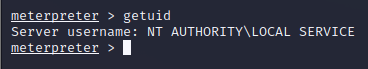 meterpreter > getuid
Server username: NT AUTHORITY\LOCAL SERVICE
meterpreter >